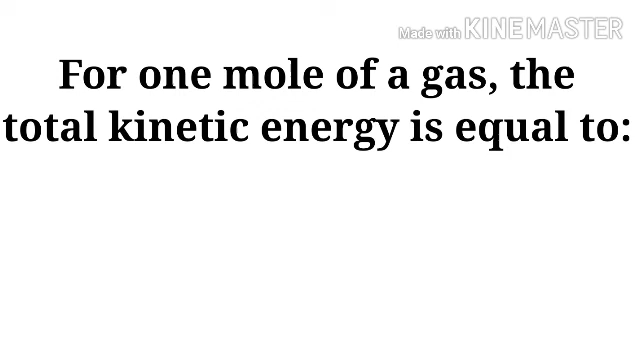 Made with KINEMASTER
For one mole of a gas, the
total kinetic energy is equal to: